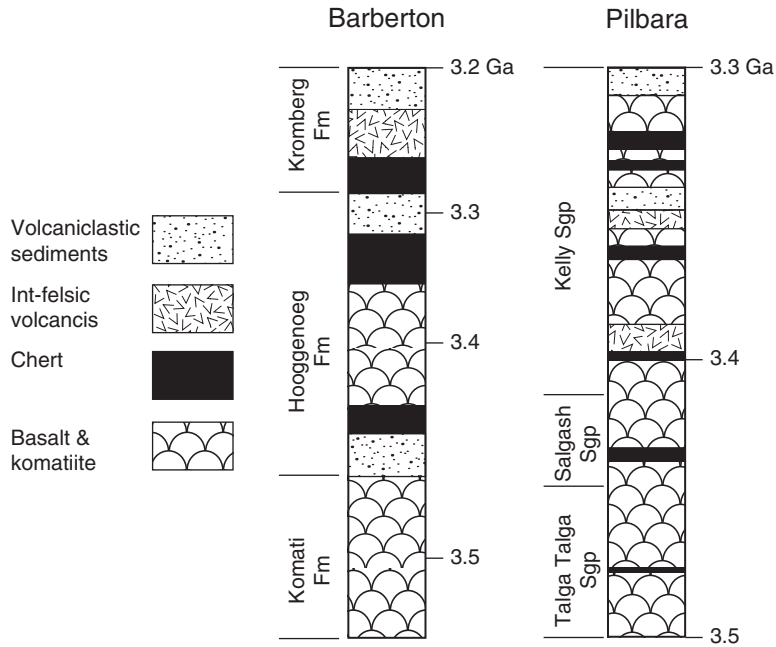 Barberton
Pilbara
3.2 Ga
3.3
3.4
3.5
Kromberg
Fm
Hooggenoeg
Fm
Komati
Fm
3.3 Ga
3.4
3.5
Kelly Sgp
Salgash
Sgp
Talga Talga
Sgp
Volcaniclastic
sediments
Int-felsic
volcancis
Chert
Basalt &
komatiite